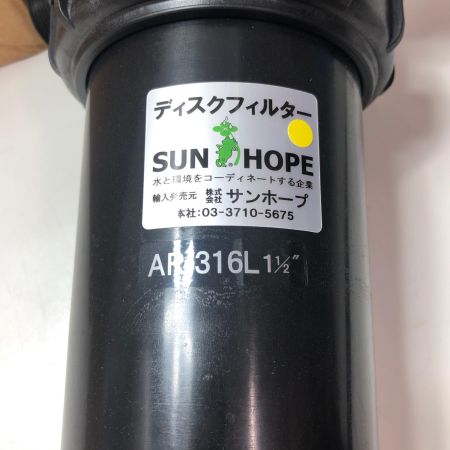 ディスクフィルター
SUN HOPE
水と環境をコーディネートする企業
輸入発売元 株式会社 サンホープ
本社:03-3710-5675
316L 1½"